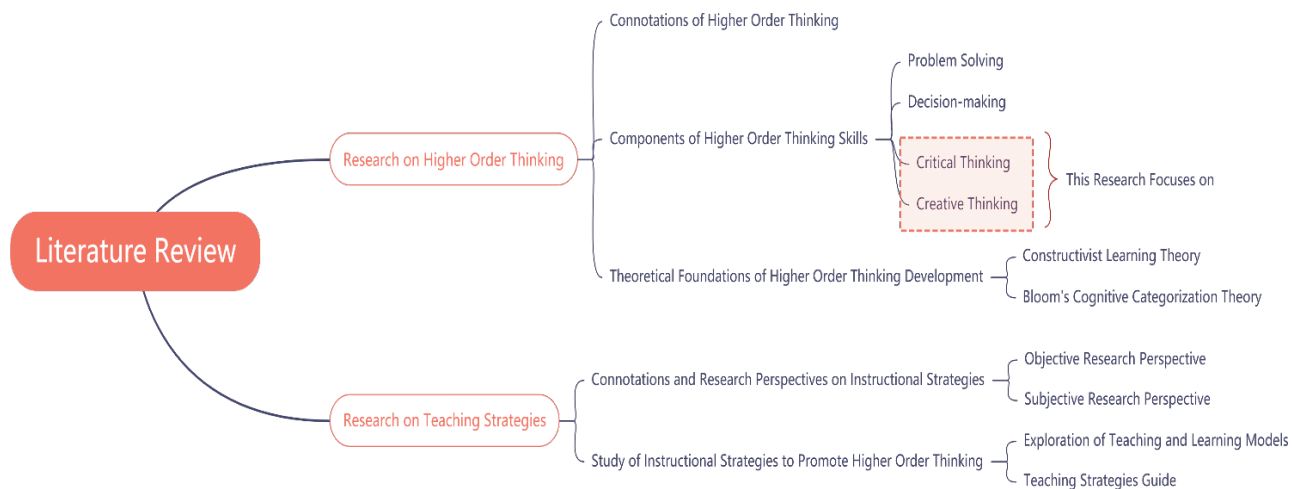 Literature Review
Research on Higher Order Thinking
Connotations of Higher Order Thinking
Components of Higher Order Thinking Skills
Problem Solving
Decision-making
Critical Thinking
Creative Thinking
This Research Focuses on
Theoretical Foundations of Higher Order Thinking Development
Constructivist Learning Theory
Bloom's Cognitive Categorization Theory
Research on Teaching Strategies
Connotations and Research Perspectives on Instructional Strategies
Objective Research Perspective
Subjective Research Perspective
Study of Instructional Strategies to Promote Higher Order Thinking
Exploration of Teaching and Learning Models
Teaching Strategies Guide